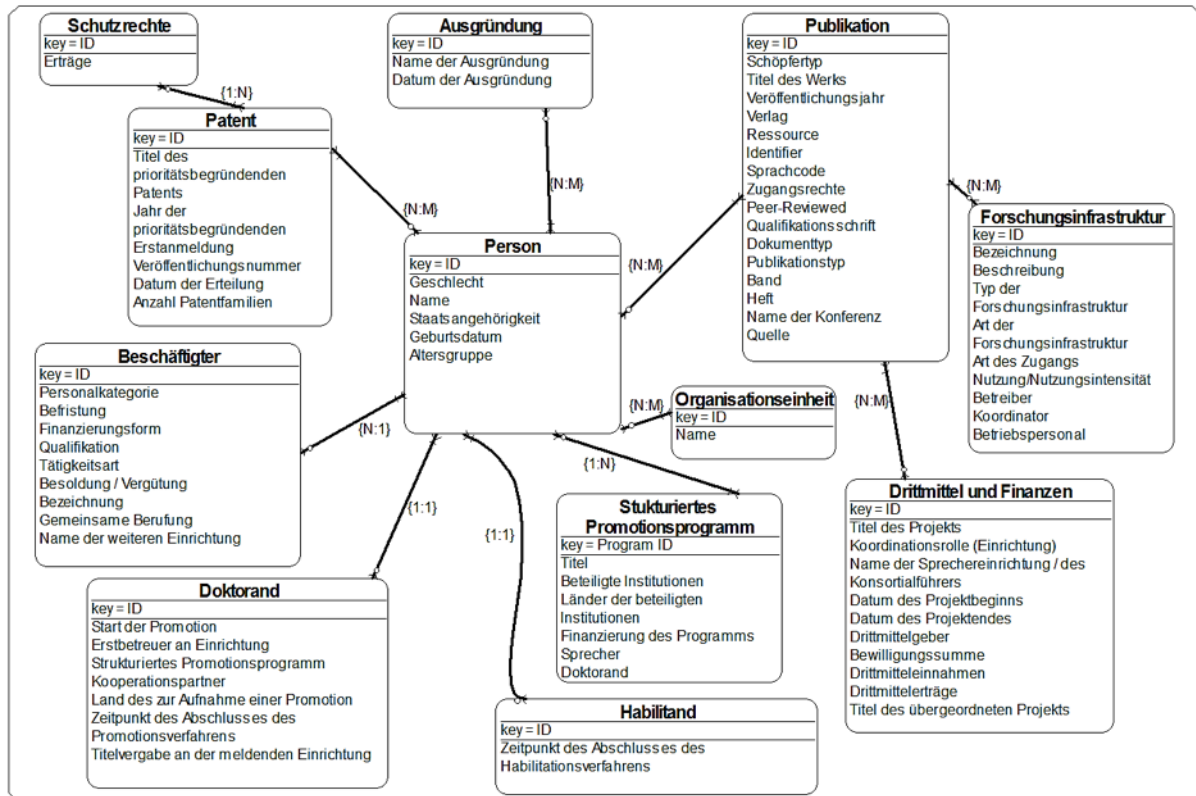 Schutzrechte
key = ID
Erträge
{1:N}
Patent
key = ID
Titel des
prioritätsbegründenden
Patents
Jahr der
prioritätsbegründenden
Erstanmeldung
Veröffentlichungsnummer
Datum der Erteilung
Anzahl Patentfamilien
{N:M}
Ausgründung
key = ID
Name der Ausgründung
Datum der Ausgründung
{N:M}
Person
key = ID
Geschlecht
Name
Staatsangehörigkeit
Geburtsdatum
Altersgruppe
{N:M}
Publikation
key = ID
Schöpfertyp
Titel des Werks
Veröffentlichungsjahr
Verlag
Ressource
Identifier
Sprachcode
Zugangsrechte
Peer-Reviewed
Qualifikationsschrift
Dokumenttyp
Publikationstyp
Band
Heft
Name der Konferenz
Quelle
{N:M}
Forschungsinfrastruktur
key = ID
Bezeichnung
Beschreibung
Typ der
Forschungsinfrastruktur
Art der
Forschungsinfrastruktur
Art des Zugangs
Nutzung/Nutzungsintensität
Betreiber
Koordinator
Betriebspersonal
Beschäftigter
key = ID
Personalkategorie
Befristung
Finanzierungsform
Qualifikation
Tätigkeitsart
Besoldung / Vergütung
Bezeichnung
Gemeinsame Berufung
Name der weiteren Einrichtung
{N:1}
{N:M}
Organisationseinheit
key = ID
Name
{N:M}
{1:N}
{1:1}
{1:1}
Doktorand
key = ID
Start der Promotion
Erstbetreuer an Einrichtung
Strukturiertes Promotionsprogramm
Kooperationspartner
Land des zur Aufnahme einer Promotion
Zeitpunkt des Abschlusses des
Promotionsverfahrens
Titelvergabe an der meldenden Einrichtung
Stukturiertes
Promotionsprogramm
key = Program ID
Titel
Beteiligte Institutionen
Länder der beteiligten
Institutionen
Finanzierung des Programms
Sprecher
Doktorand
Habilitand
key = ID
Zeitpunkt des Abschlusses des
Habilitationsverfahrens
Drittmittel und Finanzen
key = ID
Titel des Projekts
Koordinationsrolle (Einrichtung)
Name der Sprechereinrichtung / des
Konsortialführers
Datum des Projektbeginns
Datum des Projektendes
Drittmittelgeber
Bewilligungssumme
Drittmitteleinnahmen
Drittmittelerträge
Titel des übergeordneten Projekts